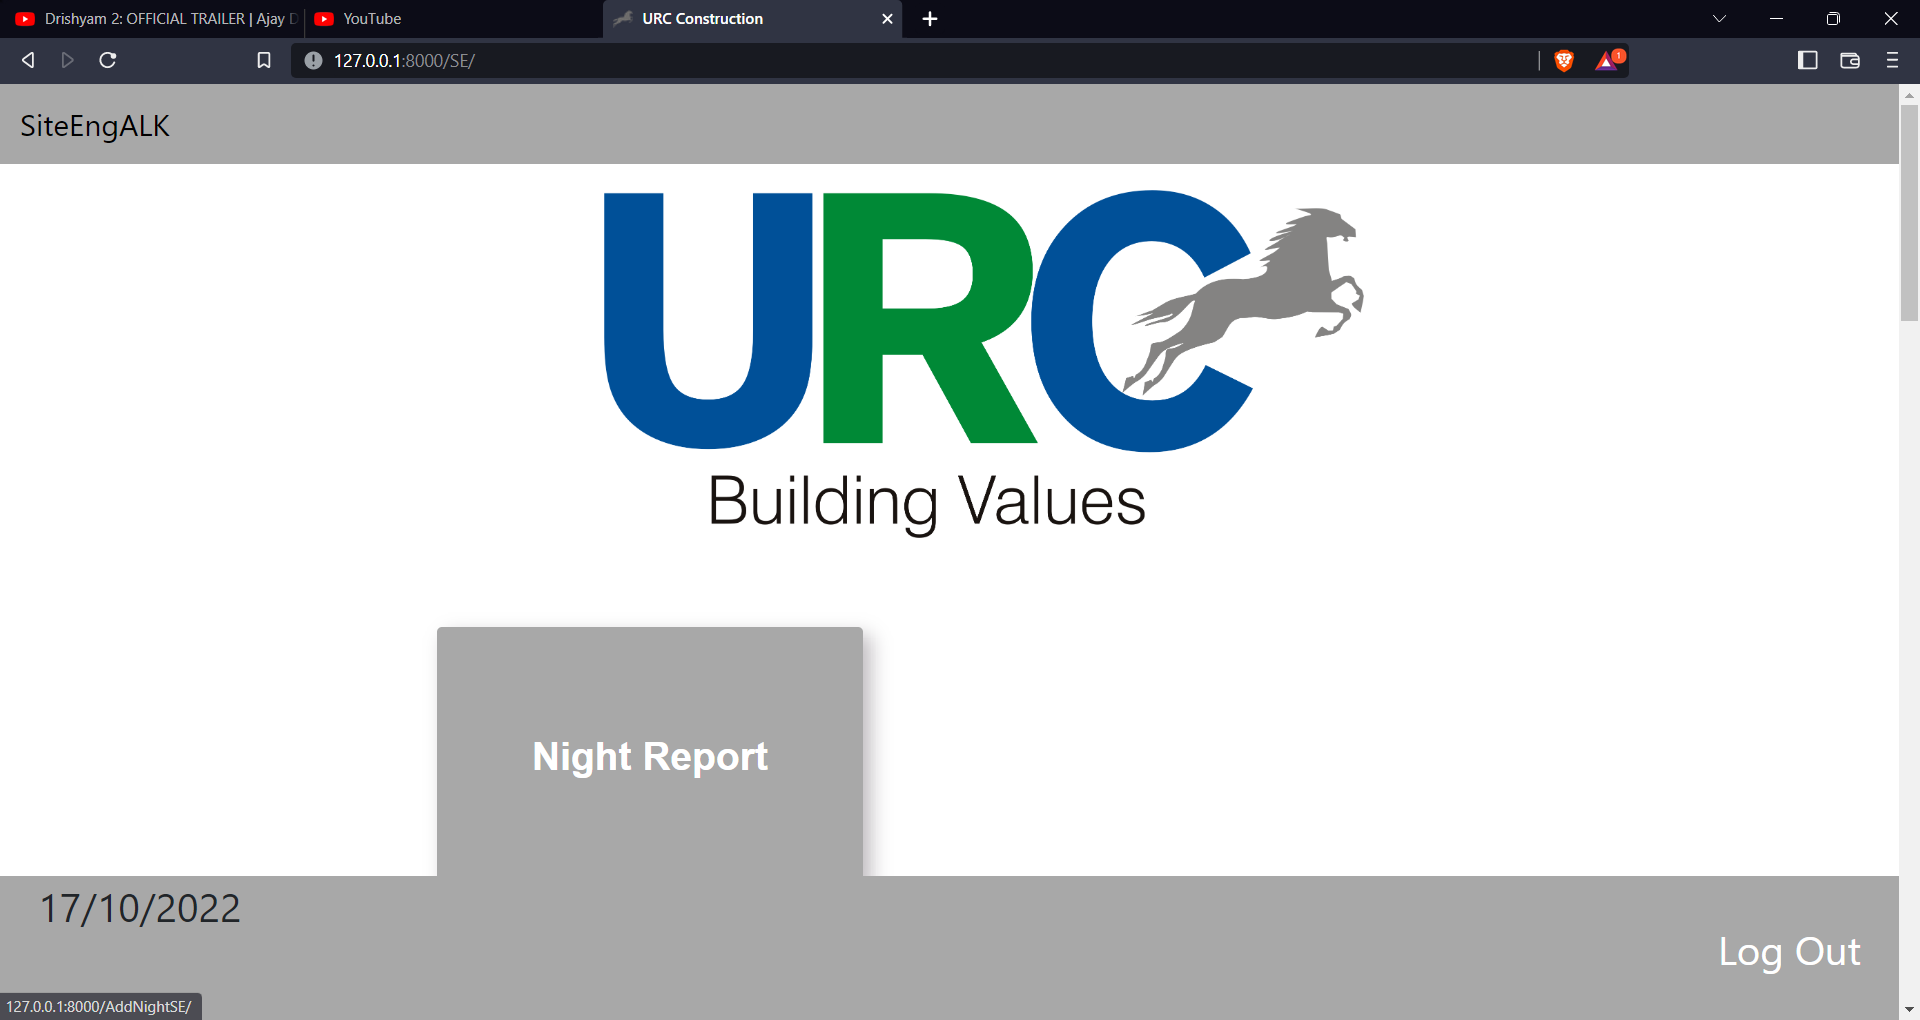 Drishyam 2: OFFICIAL TRAILER | Ajay D
YouTube
URC Construction
127.0.0.1:8000/SE/
1
SiteEngALK
URC
Building Values
Night Report
17/10/2022
Log Out
127.0.0.1:8000/AddNightSE/